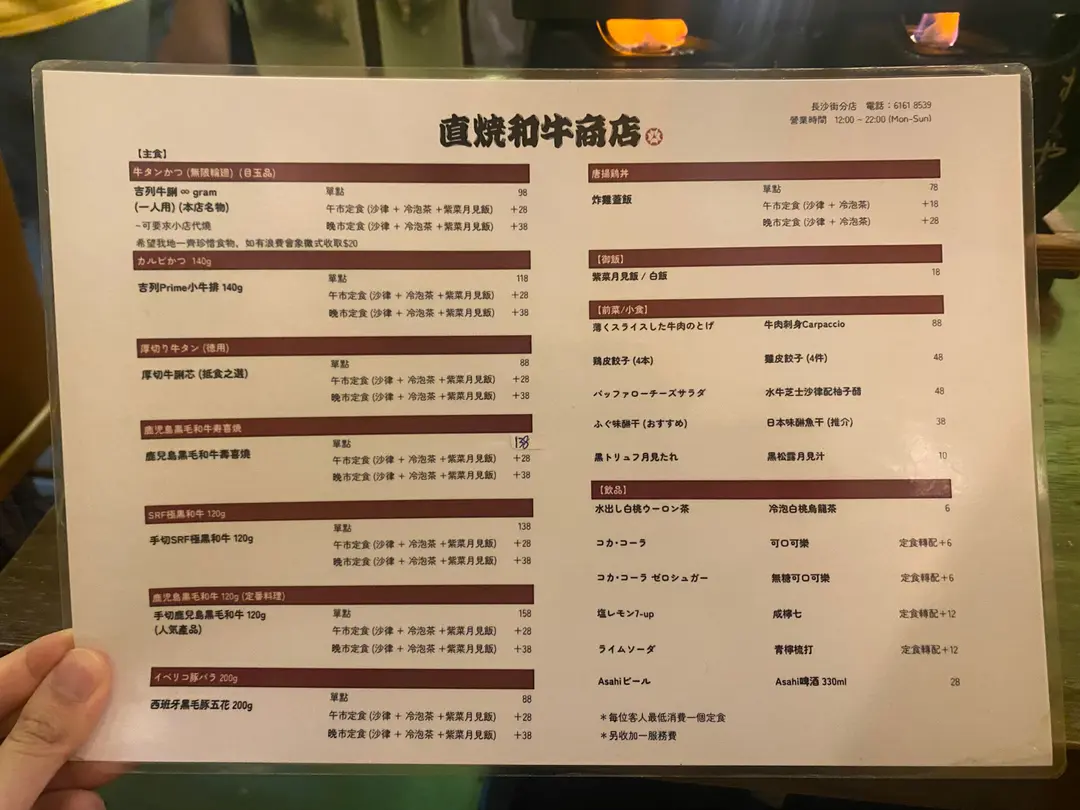 長沙街分店 電話：6161 8539
營業時間 12:00 ~ 22:00 (Mon-Sun)
直焼和牛商店
【主食】
牛タンかつ (無限輪迴) (目玉品)
吉列牛脷 ∞ gram 單點 98
(一人用) (本店名物) 午市定食 (沙律 + 冷泡茶 +紫菜月見飯) +28
~可要求小店代燒 晚市定食 (沙律 + 冷泡茶 +紫菜月見飯) +38
希望我地一齊珍惜食物，如有浪費會象徵式收取$20
カルビかつ 140g
單點 118
吉列Prime小牛排 140g 午市定食 (沙律 + 冷泡茶 +紫菜月見飯) +28
晚市定食 (沙律 + 冷泡茶 +紫菜月見飯) +38
厚切り牛タン (徳用)
單點 88
厚切牛脷芯 (抵食之選) 午市定食 (沙律 + 冷泡茶 +紫菜月見飯) +28
晚市定食 (沙律 + 冷泡茶 +紫菜月見飯) +38
鹿児島黒毛和牛寿喜焼
單點 138
鹿兒島黑毛和牛壽喜燒 午市定食 (沙律 + 冷泡茶 +紫菜月見飯) +28
晚市定食 (沙律 + 冷泡茶 +紫菜月見飯) +38
SRF極黒和牛 120g
單點 138
手切SRF極黑和牛 120g 午市定食 (沙律 + 冷泡茶 +紫菜月見飯) +28
晚市定食 (沙律 + 冷泡茶 +紫菜月見飯) +38
鹿児島黒毛和牛 120g (定番料理)
手切鹿兒島黑毛和牛 120g 單點 158
(人気產品) 午市定食 (沙律 + 冷泡茶 +紫菜月見飯) +28
晚市定食 (沙律 + 冷泡茶 +紫菜月見飯) +38
イベリコ豚バラ 200g
單點 88
西班牙黑毛豚五花 200g 午市定食 (沙律 + 冷泡茶 +紫菜月見飯) +28
晚市定食 (沙律 + 冷泡茶 +紫菜月見飯) +38
唐揚鶏丼
單點 78
炸雞蓋飯 午市定食 (沙律 + 冷泡茶) +18
晚市定食 (沙律 + 冷泡茶) +28
【御飯】
紫菜月見飯 / 白飯 18
【前菜/小食】
薄くスライスした牛肉のとげ 牛肉刺身Carpaccio 88
鶏皮餃子 (4本) 雞皮餃子 (4件) 48
バッファローチーズサラダ 水牛芝士沙律配柚子醋 48
ふぐ味醂干 (おすすめ) 日本味醂魚干 (推介) 38
黒トリュフ月見たれ 黑松露月見汁 10
【飲品】
水出し白桃ウーロン茶 冷泡白桃烏龍茶 6
コカ・コーラ 可口可樂 定食轉配+6
コカ・コーラ ゼロシュガー 無糖可口可樂 定食轉配+6
塩レモン7-up 咸檸七 定食轉配+12
ライムソーダ 青檸梳打 定食轉配+12
Asahiビール Asahi啤酒 330ml 28
＊每位客人最低消費一個定食
＊另收加一服務費